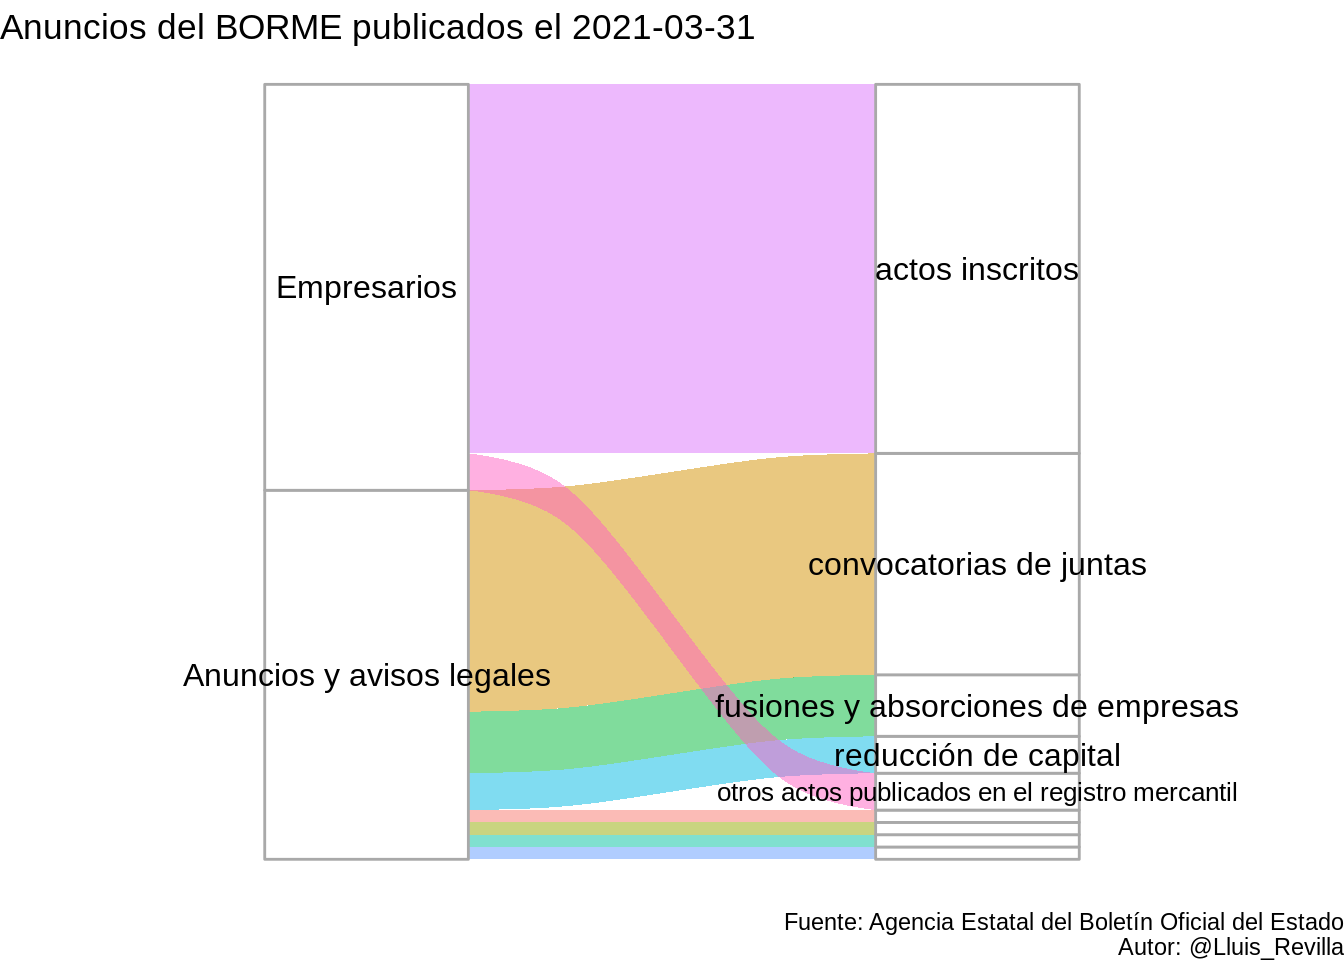 Anuncios del BORME publicados el 2021-03-31
Empresarios
actos inscritos
convocatorias de juntas
Anuncios y avisos legales
fusiones y absorciones de empresas
reducción de capital
otros actos publicados en el registro mercantil
Fuente: Agencia Estatal del Boletín Oficial del Estado
Autor: @Lluis_Revilla